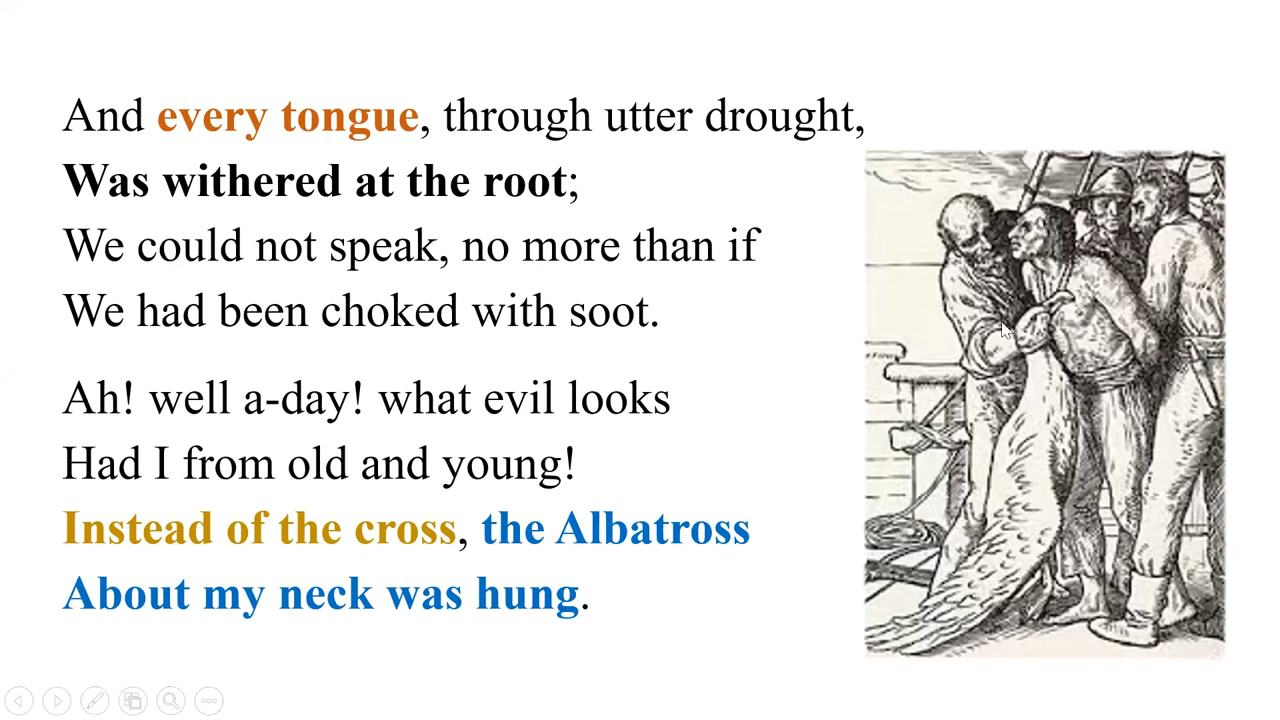 And every tongue, through utter drought,
Was withered at the root;
We could not speak, no more than if
We had been choked with soot.
Ah! well a-day! what evil looks
Had I from old and young!
Instead of the cross, the Albatross
About my neck was hung.